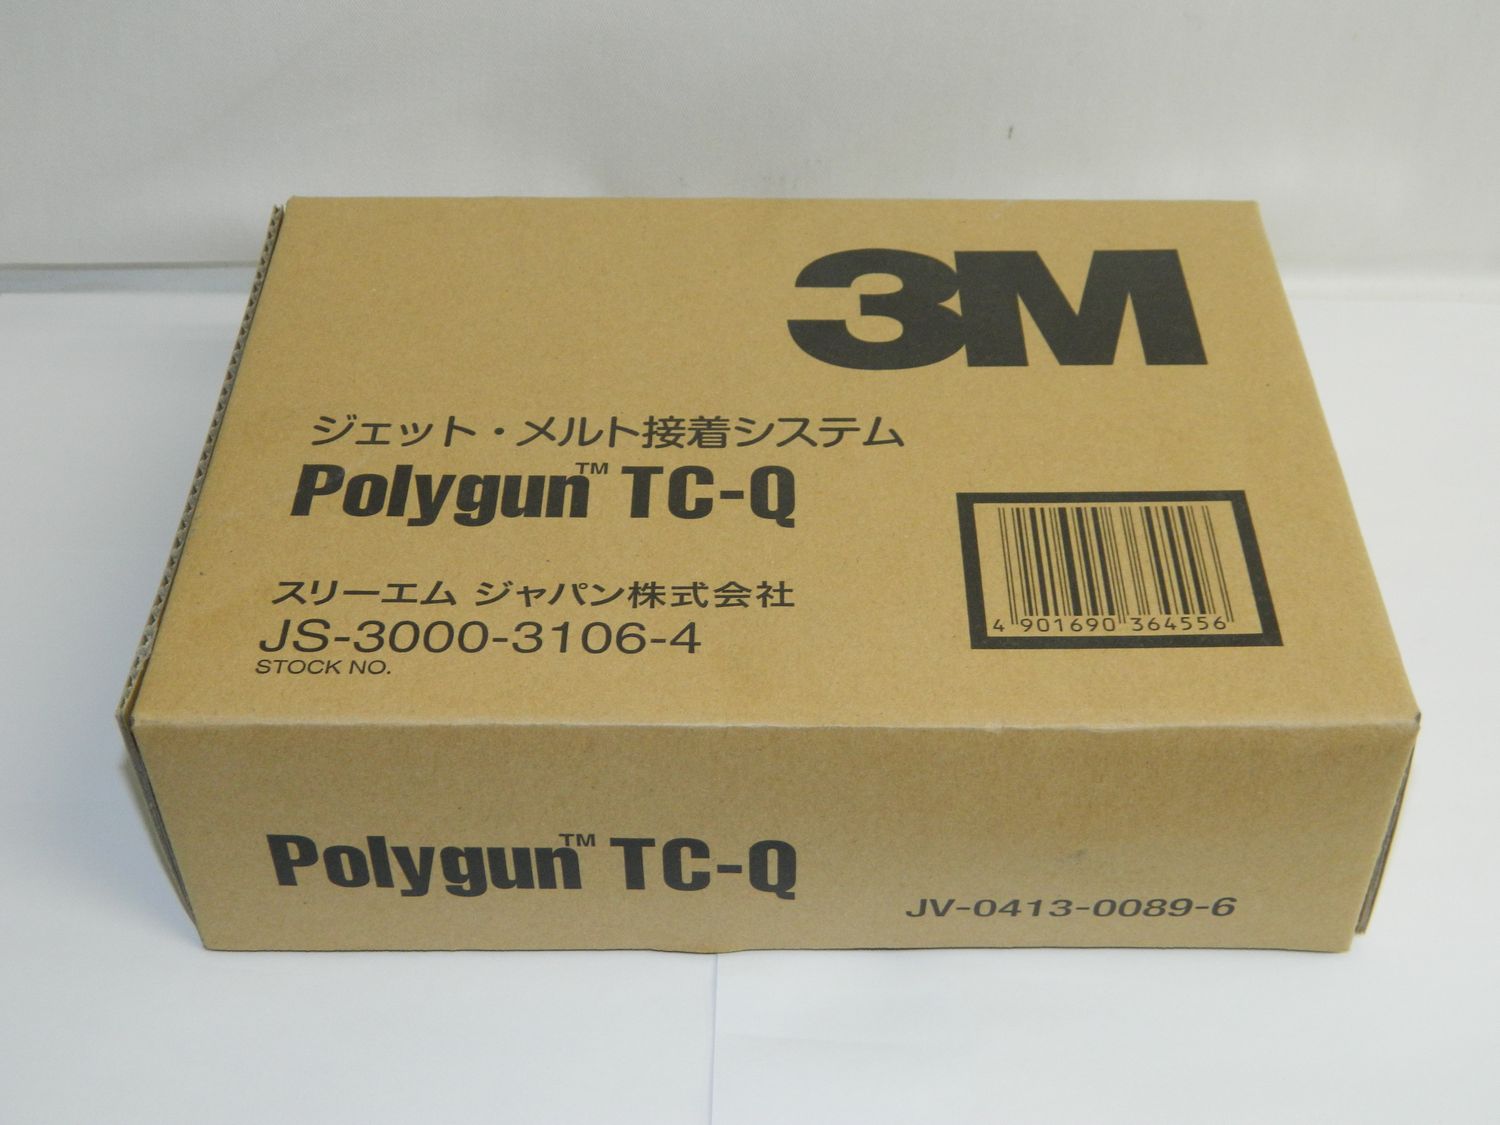 3M
ジェット・メルト接着システム
Polygun™ TC-Q
スリーエム ジャパン株式会社
JS-3000-3106-4
STOCK NO.
4 901690 364556
Polygun™ TC-Q
JV-0413-0089-6